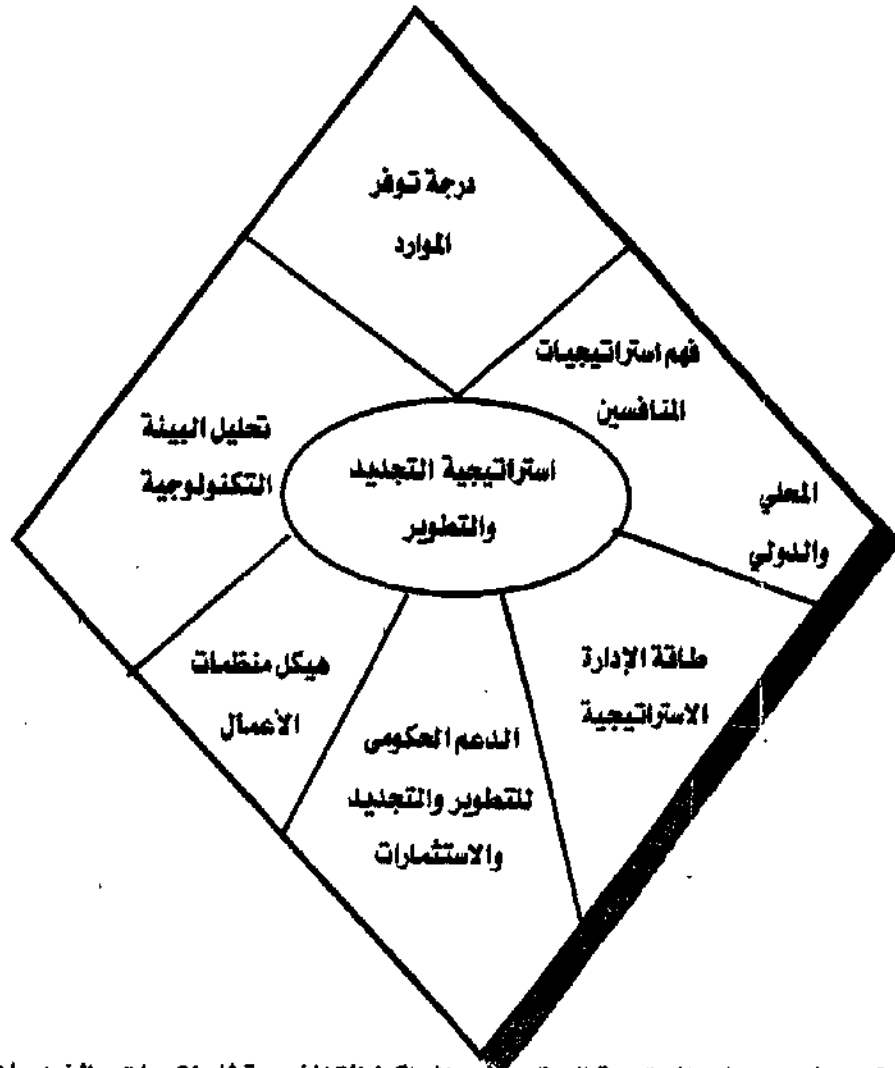 درجة توفر
الموارد
فهم استراتيجيات
المنافسين
المحلي
والدولي
تحليل البيئة
التكنولوجية
استراتيجية التجديد
والتطوير
طاقة الإدارة
الاستراتيجية
هيكل منظمات
الأعمال
الدعم الحكومى
للتطوير والتجديد
والاستثمارات